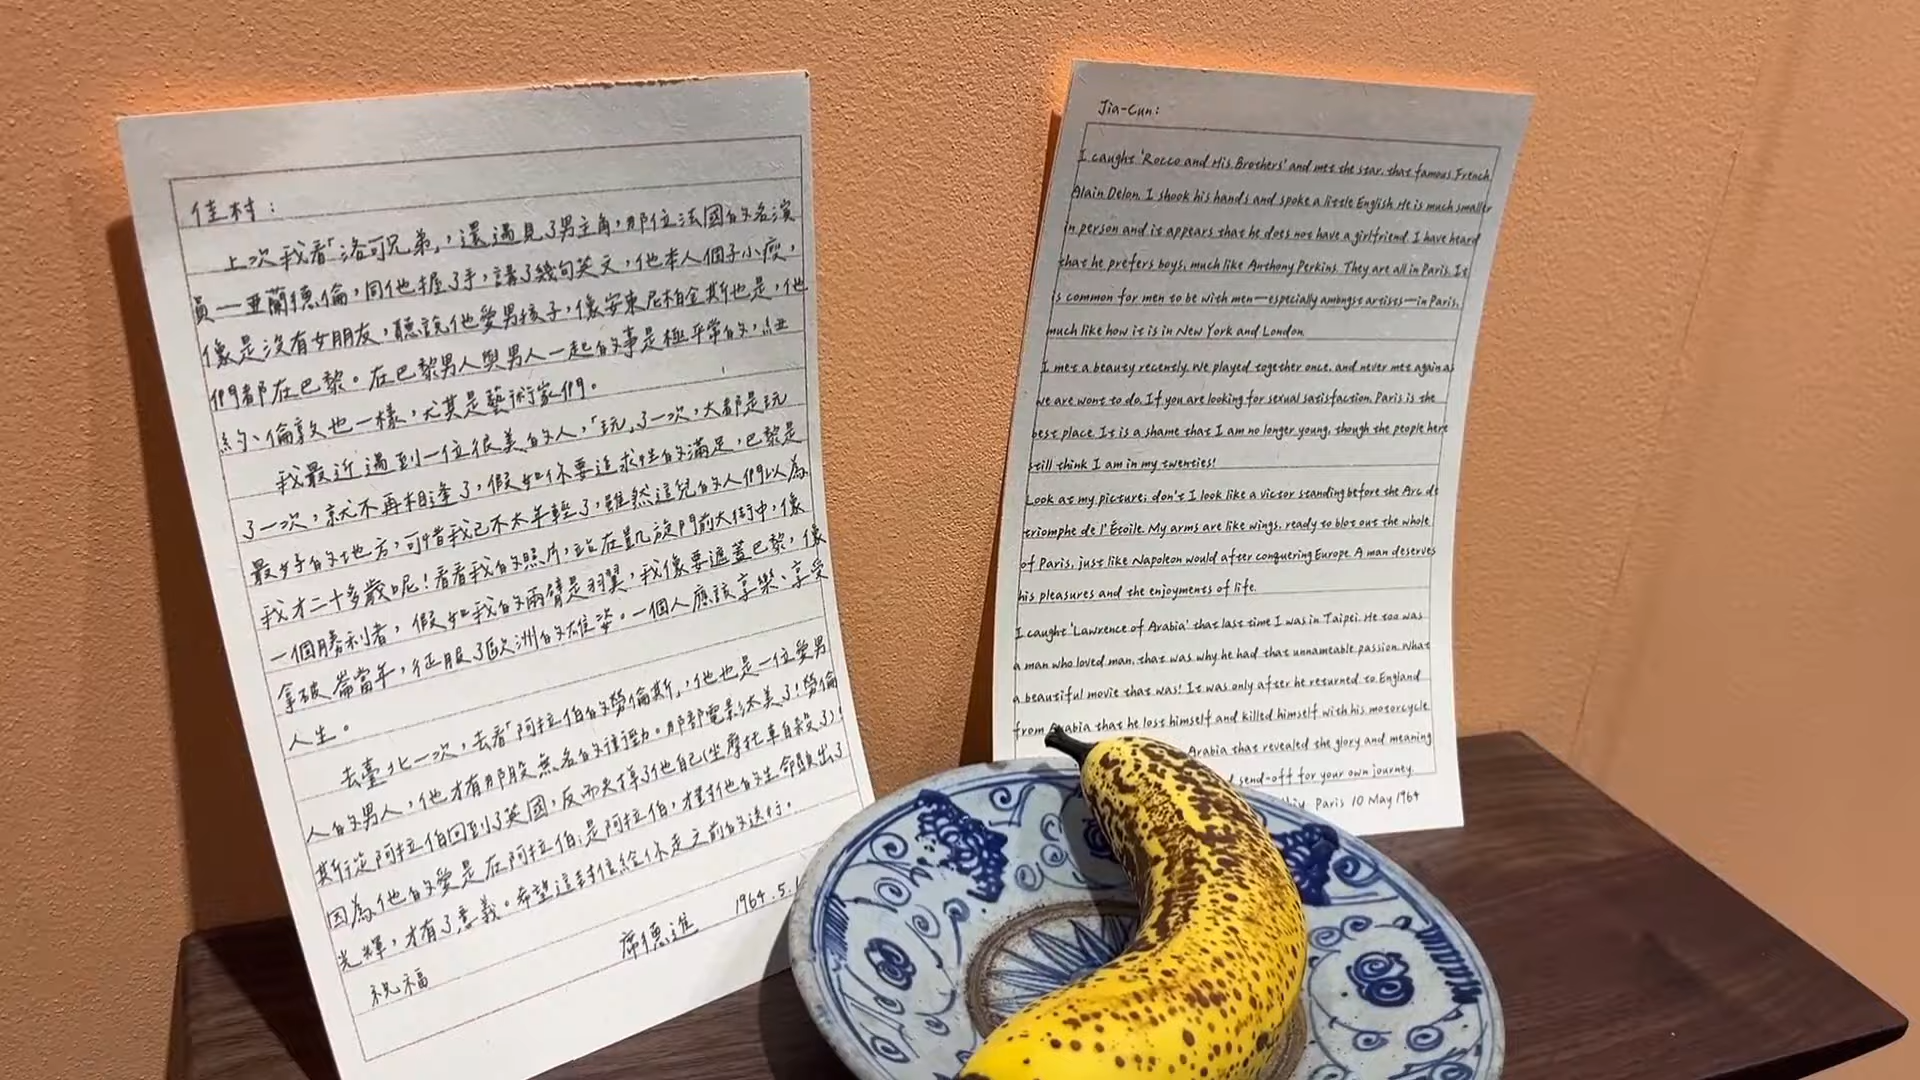 佳村：
上次我看「洛可兄弟」，還遇見了男主角，那位法國的名演
員—亞蘭德倫，同他握了手，講了幾句英文，他本人個子小瘦，
像是沒有女朋友，聽說他愛男孩子，像安東尼柏金斯也是，他
們都在巴黎。在巴黎男人與男人一起的事是極平常的，紐
約、倫敦也一樣，尤其是藝術家們。
我最近遇到一位很美的人，「玩」了一次，大都是玩
了一次，就不再相逢了，假如你要追求性的滿足，巴黎是
最好的地方，可惜我已不太年輕了，雖然這兒的人們以為
我才二十多歲呢！看看我的照片，站在凱旋門前大街中，像
一個勝利者，假如我的兩臂是羽翼，我像要遮蓋巴黎，像
拿破崙當年，征服了歐洲的雄姿。一個人應該享樂、享受
人生。
去臺北一次，去看「阿拉伯的勞倫斯」，他也是一位愛男
人的男人，他才有那股無名的衝動。那部電影太美了！勞倫
斯從阿拉伯回到了英國，反而失掉了他自己（坐摩托車自殺了）！
因為他的愛是在阿拉伯；是阿拉伯，才對他的生命顯出了
光輝，才有了意義。希望這封信給你走之前的送行。
祝福
席德進 1964.5.1
Jia-Cun:
I caught 'Rocco and His Brothers' and met the star, that famous French,
Alain Delon. I shook his hands and spoke a little English. He is much smaller
in person and it appears that he does not have a girlfriend. I have heard
that he prefers boys, much like Anthony Perkins. They are all in Paris. It
is common for men to be with men—especially amongst artists—in Paris,
much like how it is in New York and London.
I met a beauty recently. We played together once, and never met again as
we are wont to do. If you are looking for sexual satisfaction, Paris is the
best place. It is a shame that I am no longer young, though the people here
still think I am in my twenties!
Look at my picture; don't I look like a victor standing before the Arc de
triomphe de l'Étoile. My arms are like wings, ready to blot out the whole
of Paris, just like Napoleon would after conquering Europe. A man deserves
his pleasures and the enjoyments of life.
I caught 'Lawrence of Arabia' that last time I was in Taipei. He too was
a man who loved man, that was why he had that unnameable passion. What
a beautiful movie that was! It was only after he returned to England
from Arabia that he lost himself and killed himself with his motorcycle
Arabia that revealed the glory and meaning
send-off for your own journey.
Paris 10 May 1964